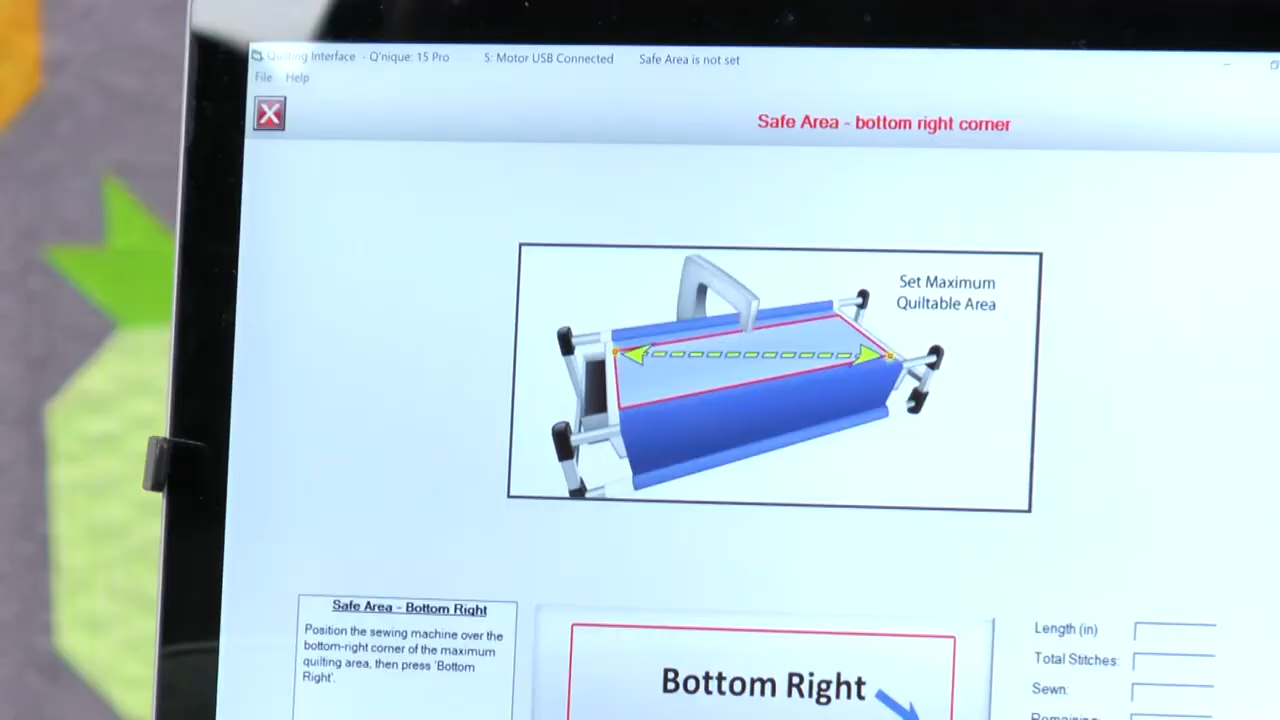 Quilting Interface - Q'nique: 15 Pro 5: Motor USB Connected Safe Area is not set
File Help
Safe Area - bottom right corner
Set Maximum
Quiltable Area
Safe Area - Bottom Right
Position the sewing machine over the
bottom-right corner of the maximum
quilting area, then press 'Bottom
Right'.
Bottom Right
Length (in)
Total Stitches:
Sewn:
Remaining: